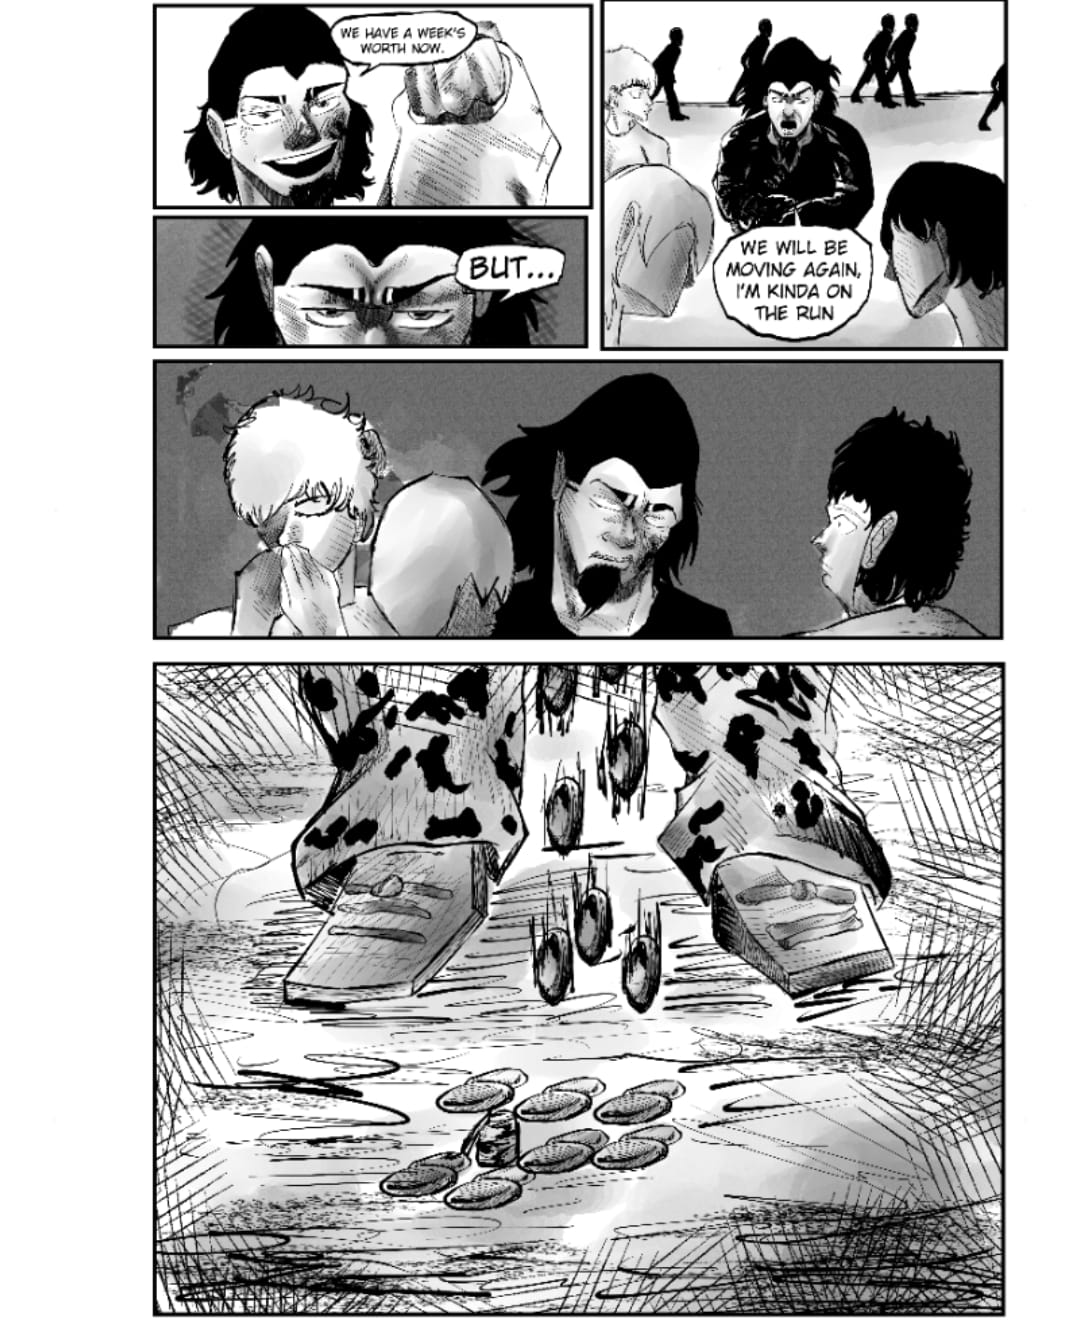 WE HAVE A WEEK'S
WORTH NOW.
BUT...
WE WILL BE
MOVING AGAIN,
I'M KINDA ON
THE RUN